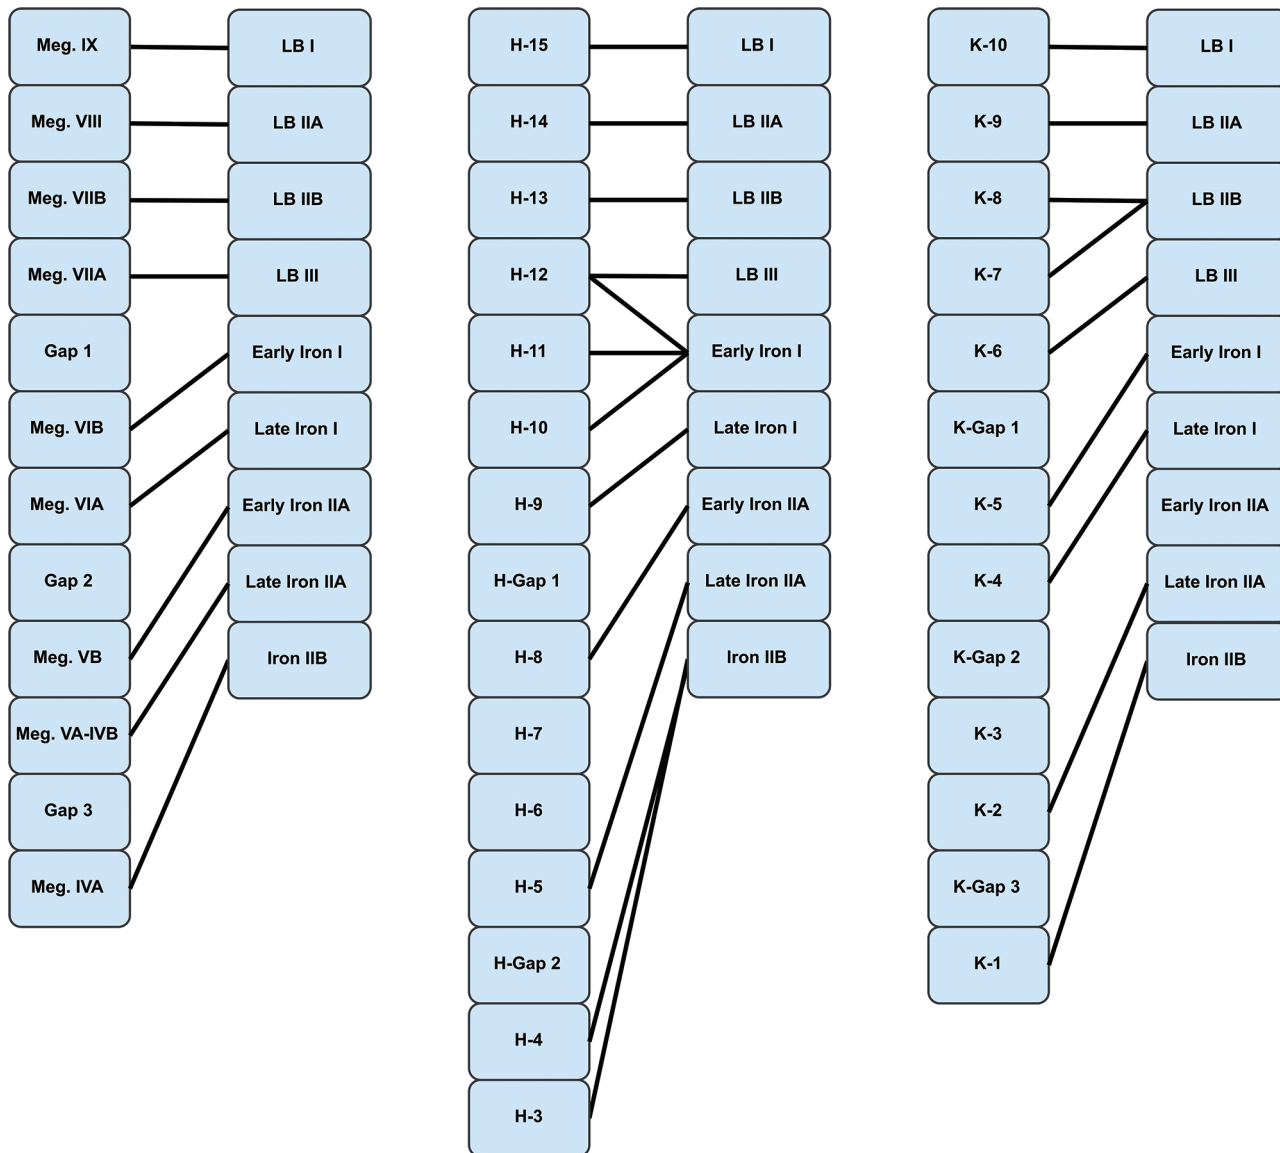 Meg. IX
Meg. VIII
Meg. VIIB
Meg. VIIA
Gap 1
Meg. VIB
Meg. VIA
Gap 2
Meg. VB
Meg. VA-IVB
Gap 3
Meg. IVA
LB I
LB IIA
LB IIB
LB III
Early Iron I
Late Iron I
Early Iron IIA
Late Iron IIA
Iron IIB
H-15
H-14
H-13
H-12
H-11
H-10
H-9
H-Gap 1
H-8
H-7
H-6
H-5
H-Gap 2
H-4
H-3
LB I
LB IIA
LB IIB
LB III
Early Iron I
Late Iron I
Early Iron IIA
Late Iron IIA
Iron IIB
K-10
K-9
K-8
K-7
K-6
K-Gap 1
K-5
K-4
K-Gap 2
K-3
K-2
K-Gap 3
K-1
LB I
LB IIA
LB IIB
LB III
Early Iron I
Late Iron I
Early Iron IIA
Late Iron IIA
Iron IIB